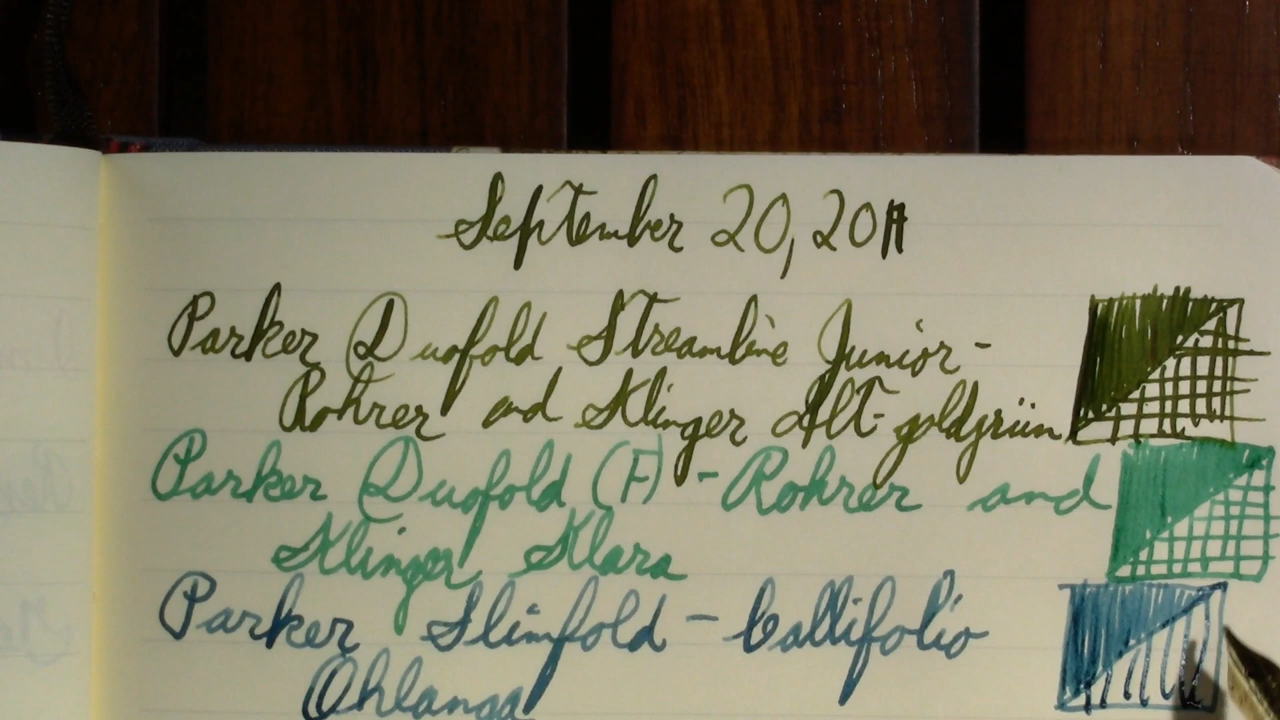 September 20, 2017
Parker Duofold Streamline Junior -
Rohrer and Klinger Alt-goldgrün
Parker Duofold (F) - Rohrer and
Klinger Klara
Parker Slimfold - Callifolio
Ohlanga